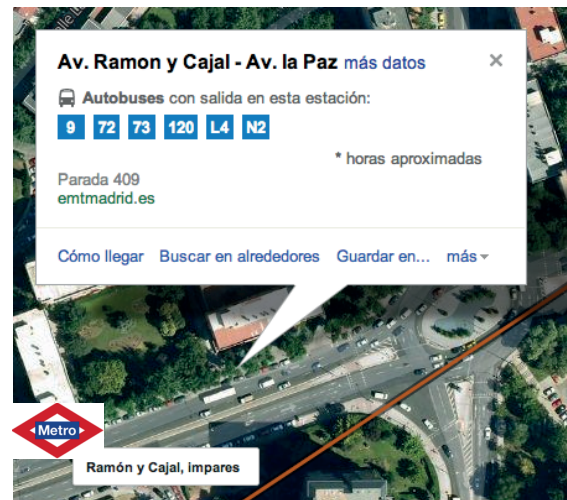 Av. Ramon y Cajal - Av. la Paz más datos ×
Autobuses con salida en esta estación:
9 72 73 120 L4 N2
* horas aproximadas
Parada 409
emtmadrid.es
Cómo llegar Buscar en alrededores Guardar en... más
Metro
Ramón y Cajal, impares